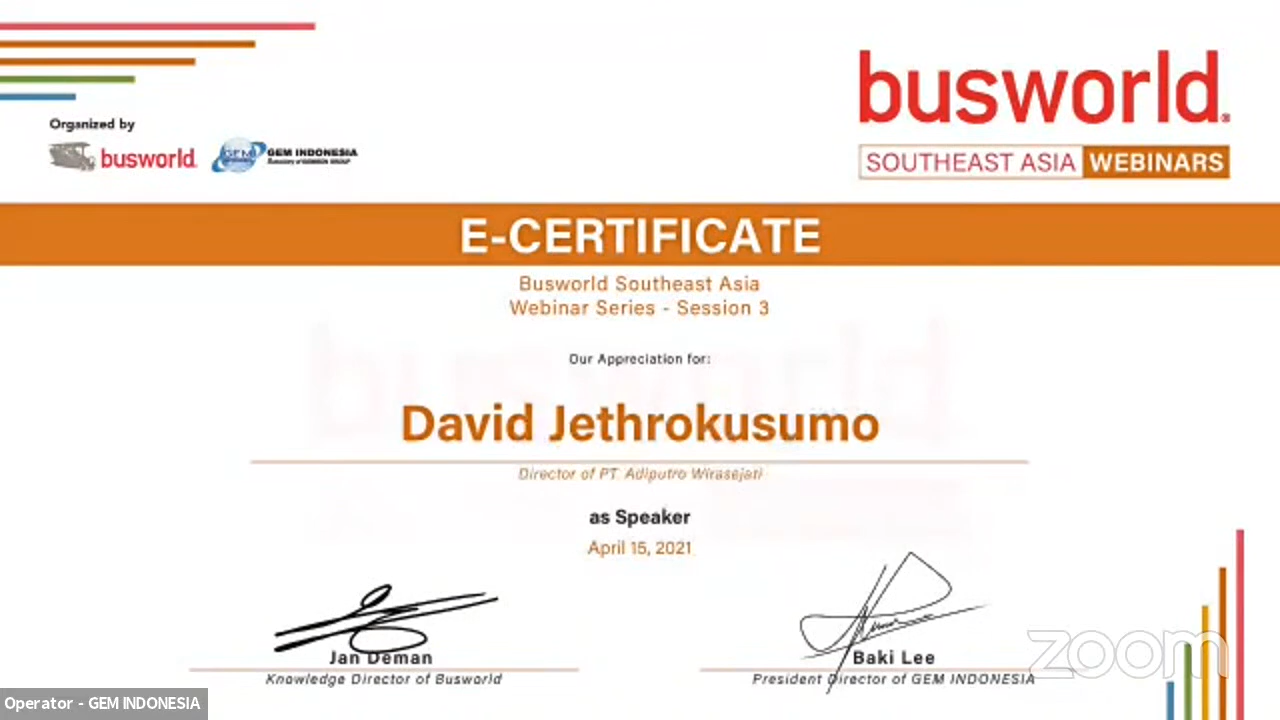 Organized by
busworld.
GEM INDONESIA
busworld.
SOUTHEAST ASIA WEBINARS
E-CERTIFICATE
Busworld Southeast Asia
Webinar Series - Session 3
Our Appreciation for:
David Jethrokusumo
Director of PT. Adiputro Wirasejati
as Speaker
April 15, 2021
Jan Deman
Knowledge Director of Busworld
Baki Lee
President Director of GEM INDONESIA
zoom
Operator - GEM INDONESIA